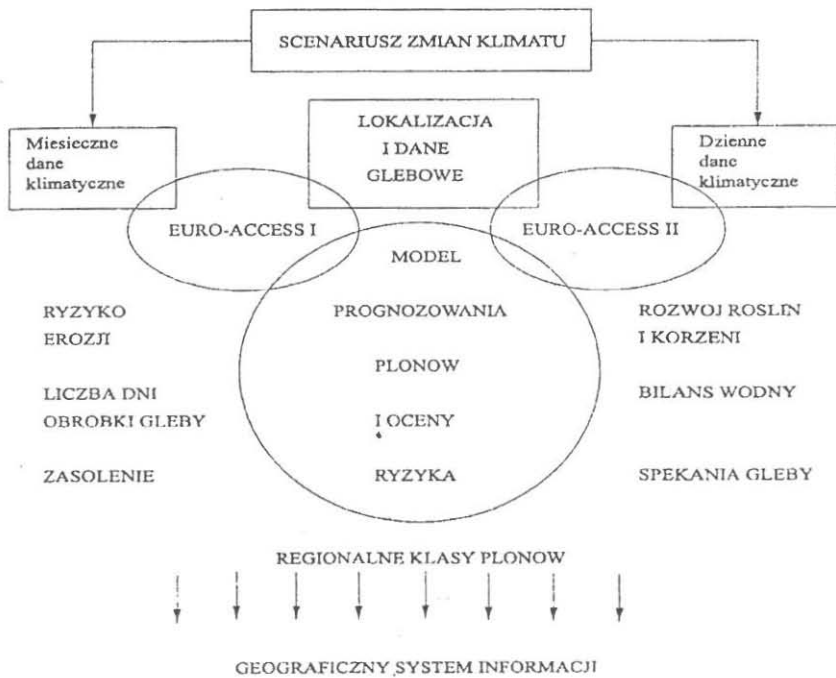 SCENARIUSZ ZMIAN KLIMATU
Miesieczne
dane
klimatyczne
LOKALIZACJA
I DANE
GLEBOWE
Dzienne
dane
klimatyczne
EURO-ACCESS I
EURO-ACCESS II
MODEL
PROGNOZOWANIA
PLONOW
I OCENY
RYZYKA
RYZYKO
EROZJI
LICZBA DNI
OBROBKI GLEBY
ZASOLENIE
ROZWOJ ROSLIN
I KORZENI
BILANS WODNY
SPEKANIA GLEBY
REGIONALNE KLASY PLONOW
GEOGRAFICZNY SYSTEM INFORMACJI